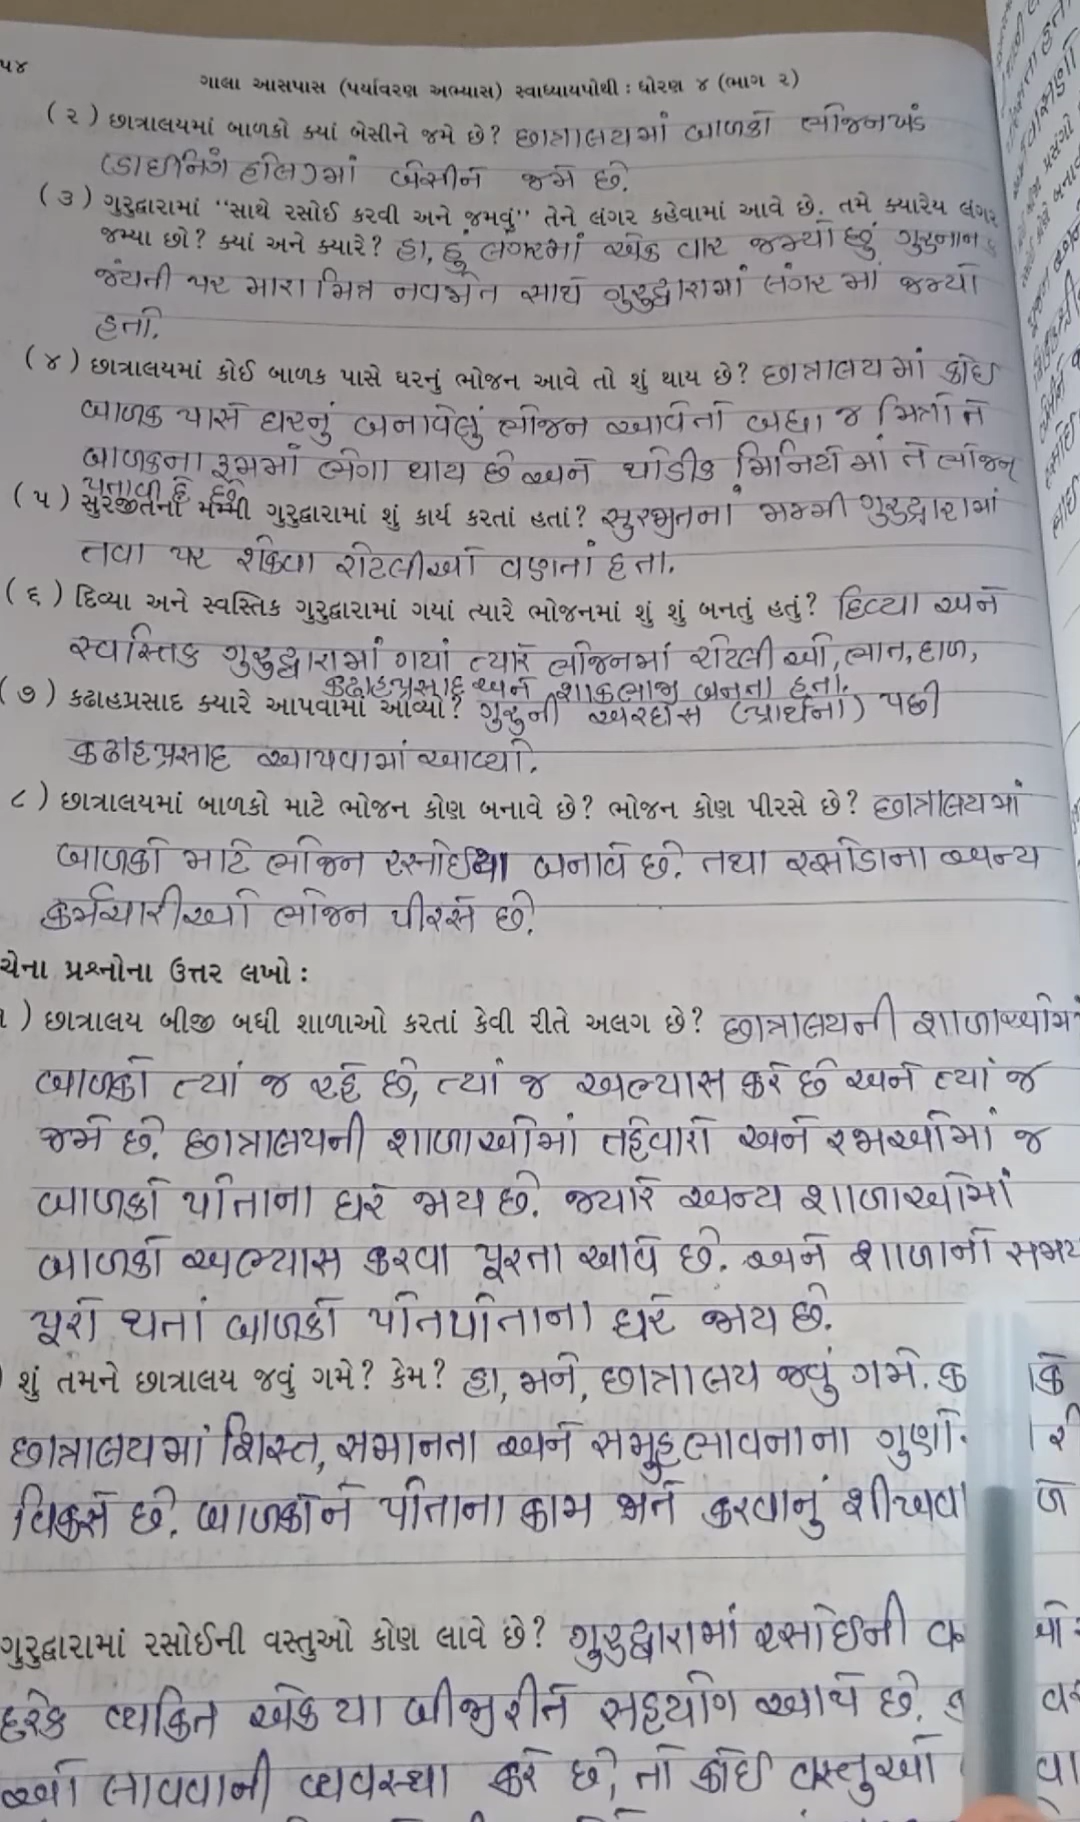 ૫૪
ગાલા આસપાસ (પર્યાવરણ અભ્યાસ) સ્વાધ્યાયપોથી : ધોરણ ૪ (ભાગ ૨)
(૨) છાત્રાલયમાં બાળકો ક્યાં બેસીને જમે છે? છાત્રાલયમાં બાળકો ભોજનખંડ
(ડાઈનિંગ હોલ)માં બેસીને જમે છે.
(૩) ગુરુદ્વારામાં “સાથે રસોઈ કરવી અને જમવું” તેને લંગર કહેવામાં આવે છે. તમે ક્યારેય લંગર
જમ્યા છો? ક્યાં અને ક્યારે? હા, હું લંગરમાં એક વાર જમ્યો છું ગુરુનાનક
જંયતી પર મારા મિત્ર નવજોત સાથે ગુરુદ્વારામાં લંગર માં જમ્યો
હતો.
(૪) છાત્રાલયમાં કોઈ બાળક પાસે ઘરનું ભોજન આવે તો શું થાય છે? છાત્રાલયમાં કોઈ
બાળક પાસે ઘરનું બનાવેલું ભોજન આવે તો બધા જ મિત્રો તે
બાળકના રૂમમાં ભેગા થાય છે અને થોડીક મિનિટો માં તે ભોજન
પતાવી દે છે.
(૫) સુરજીતની મમ્મી ગુરુદ્વારામાં શું કાર્ય કરતાં હતાં? સુરજીતનાં મમ્મી ગુરુદ્વારામાં
તવા પર શેકવા રોટલીઓ વણતાં હતા.
(૬) દિવ્યા અને સ્વસ્તિક ગુરુદ્વારામાં ગયાં ત્યારે ભોજનમાં શું શું બનતું હતું? દિવ્યા અને
સ્વસ્તિક ગુરુદ્વારામાં ગયાં ત્યારે ભોજનમાં રોટલીઓ, ભાત, દાળ,
કઢાહપ્રસાદ અને શાકભાજી બનતા હતા.
(૭) કઢાહપ્રસાદ ક્યારે આપવામાં આવ્યો? ગુરુની અરદાસ (પ્રાર્થના) પછી
કઢાહપ્રસાદ આપવામાં આવ્યો.
૮) છાત્રાલયમાં બાળકો માટે ભોજન કોણ બનાવે છે? ભોજન કોણ પીરસે છે? છાત્રાલયમાં
બાળકો માટે ભોજન રસોઈયા બનાવે છે. તથા રસોડાના અન્ય
કર્મચારીઓ ભોજન પીરસે છે.
ચેના પ્રશ્નોના ઉત્તર લખો :
૧) છાત્રાલય બીજી બધી શાળાઓ કરતાં કેવી રીતે અલગ છે? છાત્રાલયની
બાળકો ત્યાં જ રહે છે, ત્યાં જ અભ્યાસ કરે છે અને ત્યાં જ
જમે છે. છાત્રાલયની શાળાઓમાં તહેવારો અને રજાઓમાં જ
બાળકો પોતાના ઘરે જાય છે. જ્યારે અન્ય શાળાઓમાં
બાળકો અભ્યાસ કરવા પૂરતા આવે છે. અને શાળાનો સમય
પૂરો થતાં બાળકો પોતપોતાના ઘરે જાય છે.
) શું તમને છાત્રાલય જવું ગમે? કેમ? હા, મને, છાત્રાલય જવું ગમે. કે
છાત્રાલયમાં શિસ્ત, સમાનતા અને સમૂહભાવનાના
વિકસે છે. બાળકોને પોતાના કામ જાતે કરવાનું
ગુરુદ્વારામાં રસોઈની વસ્તુઓ કોણ લાવે છે? ગુરુદ્વારામાં રસોઈની
દરેક વ્યક્તિ એક યા બીજી રીતે સહયોગ આપે છે.
ઓ લાવવાની વ્યવસ્થા કરે છે, તો કોઈ વસ્તુઓ